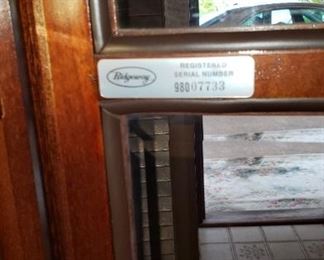 Ridgeway
REGISTERED
SERIAL NUMBER
98007733